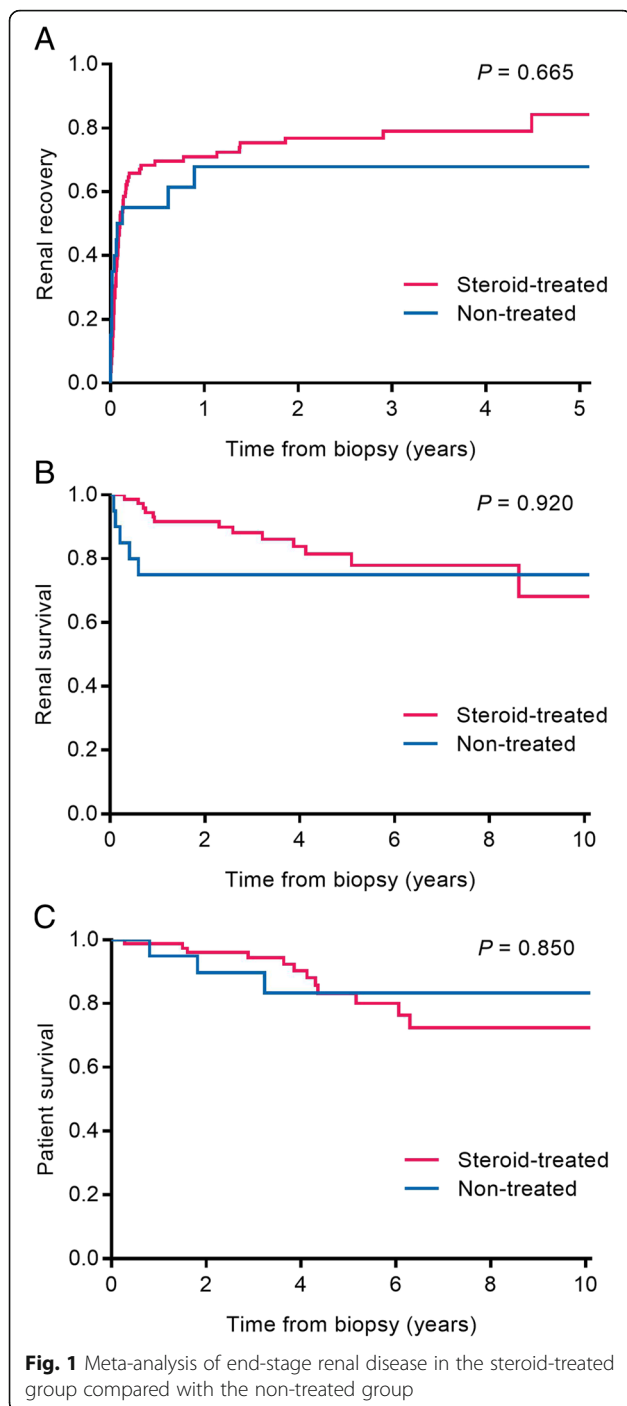 A
P = 0.665
1.0
0.8
0.6
0.4
0.2
0.0
Renal recovery
Steroid-treated
Non-treated
0 1 2 3 4 5
Time from biopsy (years)
B
P = 0.920
1.0
0.8
0.6
0.4
0.2
0.0
Renal survival
Steroid-treated
Non-treated
0 2 4 6 8 10
Time from biopsy (years)
C
P = 0.850
1.0
0.8
0.6
0.4
0.2
0.0
Patient survival
Steroid-treated
Non-treated
0 2 4 6 8 10
Time from biopsy (years)
Fig. 1 Meta-analysis of end-stage renal disease in the steroid-treated
group compared with the non-treated group